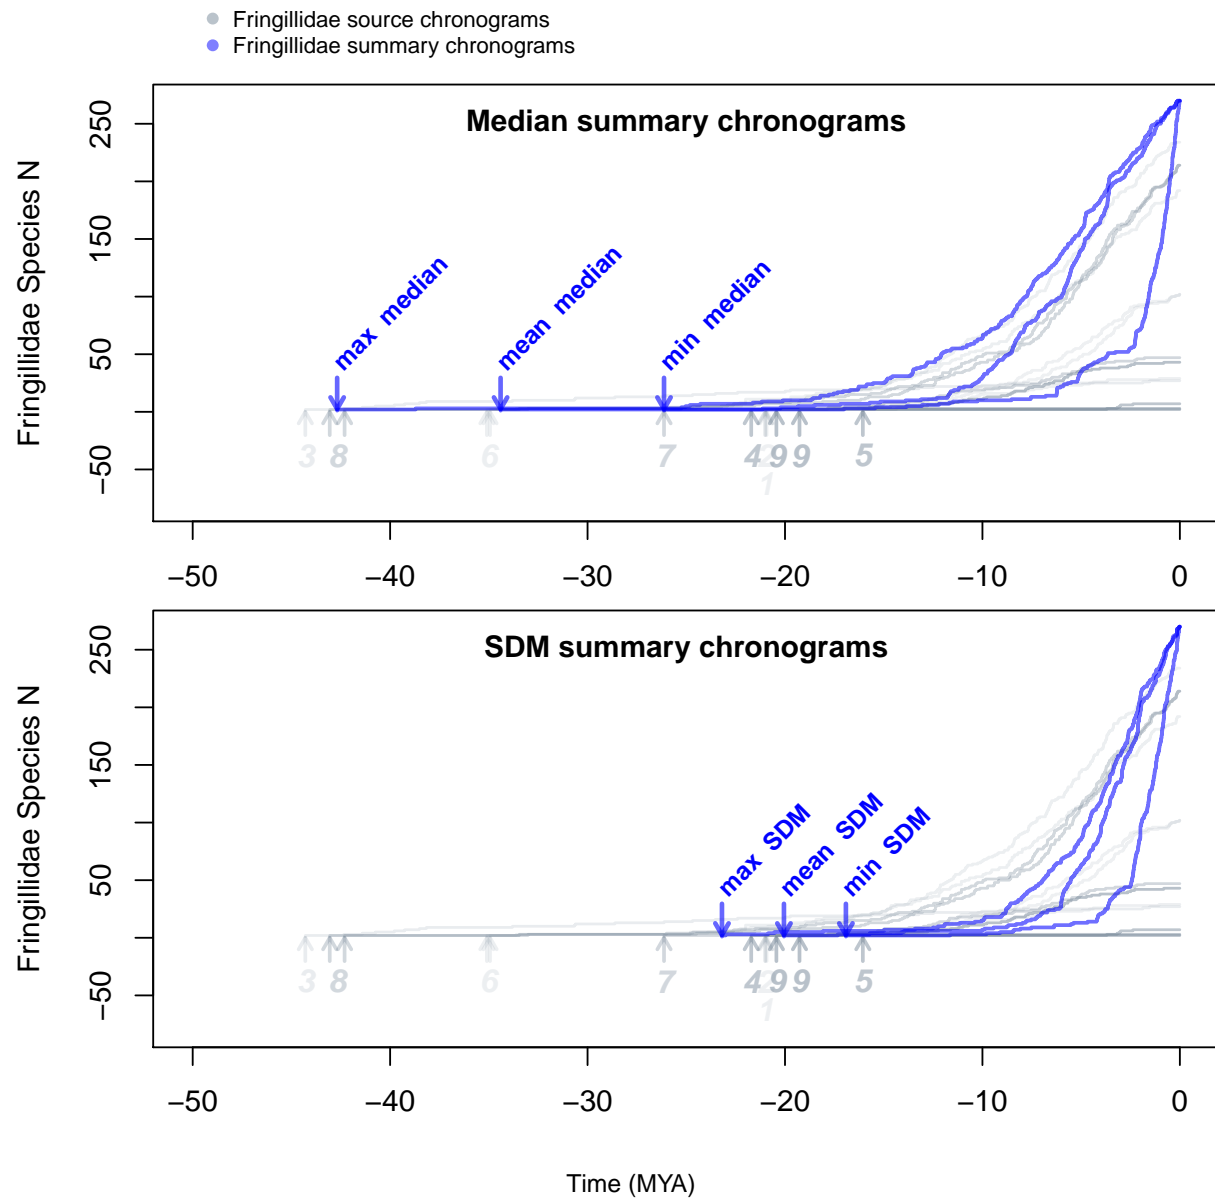 Fringillidae source chronograms
Fringillidae summary chronograms
Median summary chronograms
Fringillidae Species N
250
150
50
−50
max median
mean median
min median
3 8 6 7 4 2 9 9 5
1
−50 −40 −30 −20 −10 0
SDM summary chronograms
Fringillidae Species N
250
150
50
−50
max SDM
mean SDM
min SDM
3 8 6 7 4 2 9 9 5
1
−50 −40 −30 −20 −10 0
Time (MYA)